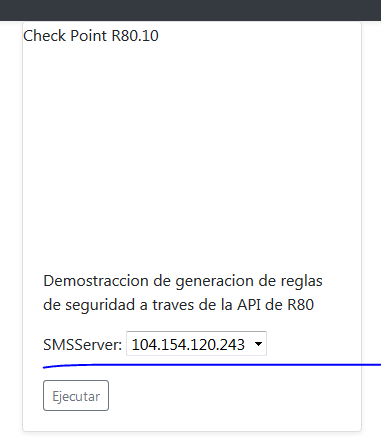 Check Point R80.10
Demostraccion de generacion de reglas
de seguridad a traves de la API de R80
SMSServer: 104.154.120.243
Ejecutar